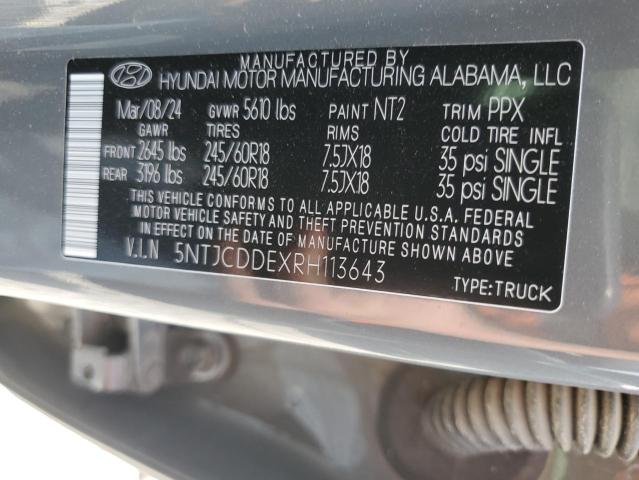 MANUFACTURED BY
HYUNDAI MOTOR MANUFACTURING ALABAMA, LLC
Mar/08/24 GVWR 5610 lbs PAINT NT2 TRIM PPX
GAWR TIRES RIMS COLD TIRE INFL
FRONT 2645 lbs 245/60R18 7.5JX18 35 psi SINGLE
REAR 3196 lbs 245/60R18 7.5JX18 35 psi SINGLE
THIS VEHICLE CONFORMS TO ALL APPLICABLE U.S.A. FEDERAL
MOTOR VEHICLE SAFETY AND THEFT PREVENTION STANDARDS
IN EFFECT ON THE DATE OF MANUFACTURE SHOWN ABOVE
V.I.N 5NTJCDDEXRH113643
TYPE:TRUCK